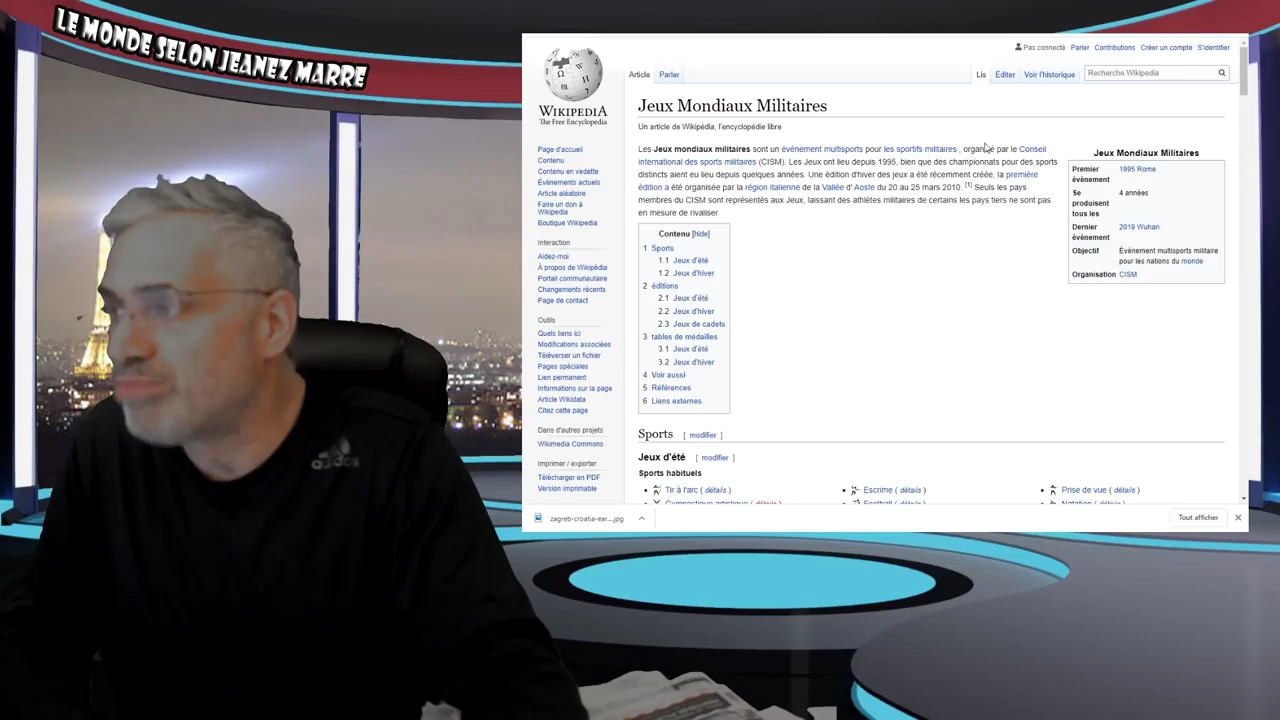 LE MONDE SELON JEANEZ MARRE
Pas connecté Parler Contributions Créer un compte S'identifier
WIKIPEDIA
The Free Encyclopedia
Article Parler Lis Éditer Voir l'historique Recherche Wikipedia
Jeux Mondiaux Militaires
Un article de Wikipédia, l'encyclopédie libre
Les Jeux mondiaux militaires sont un événement multisports pour les sportifs militaires , organisé par le Conseil
international des sports militaires (CISM). Les Jeux ont lieu depuis 1995, bien que des championnats pour des sports
distincts aient eu lieu depuis quelques années. Une édition d'hiver des jeux a été récemment créée, la première
édition a été organisée par la région italienne de la Vallée d' Aoste du 20 au 25 mars 2010. [1] Seuls les pays
membres du CISM sont représentés aux Jeux, laissant des athlètes militaires de certains les pays tiers ne sont pas
en mesure de rivaliser.
Jeux Mondiaux Militaires
Premier événement 1995 Rome
Se produisent tous les 4 années
Dernier événement 2019 Wuhan
Objectif Événement multisports militaire
pour les nations du monde
Organisation CISM
Page d'accueil
Contenu
Contenu en vedette
Évènements actuels
Article aléatoire
Faire un don à
Wikipedia
Boutique Wikipedia
Interaction
Aidez-moi
À propos de Wikipédia
Portail communautaire
Changements récents
Page de contact
Outils
Quels liens ici
Modifications associées
Téléverser un fichier
Pages spéciales
Lien permanent
Informations sur la page
Article Wikidata
Citez cette page
Dans d'autres projets
Wikimedia Commons
Imprimer / exporter
Télécharger en PDF
Version imprimable
Contenu [hide]
1 Sports
1.1 Jeux d'été
1.2 Jeux d'hiver
2 éditions
2.1 Jeux d'été
2.2 Jeux d'hiver
2.3 Jeux de cadets
3 tables de médailles
3.1 Jeux d'été
3.2 Jeux d'hiver
4 Voir aussi
5 Références
6 Liens externes
Sports [ modifier ]
Jeux d'été [ modifier ]
Sports habituels
Tir à l'arc ( détails ) Escrime ( détails ) Prise de vue ( détails )
Gymnastique artistique ( détails ) Football ( détails ) Natation ( détails )
zagreb-croatia-ear....jpg Tout afficher
adidas